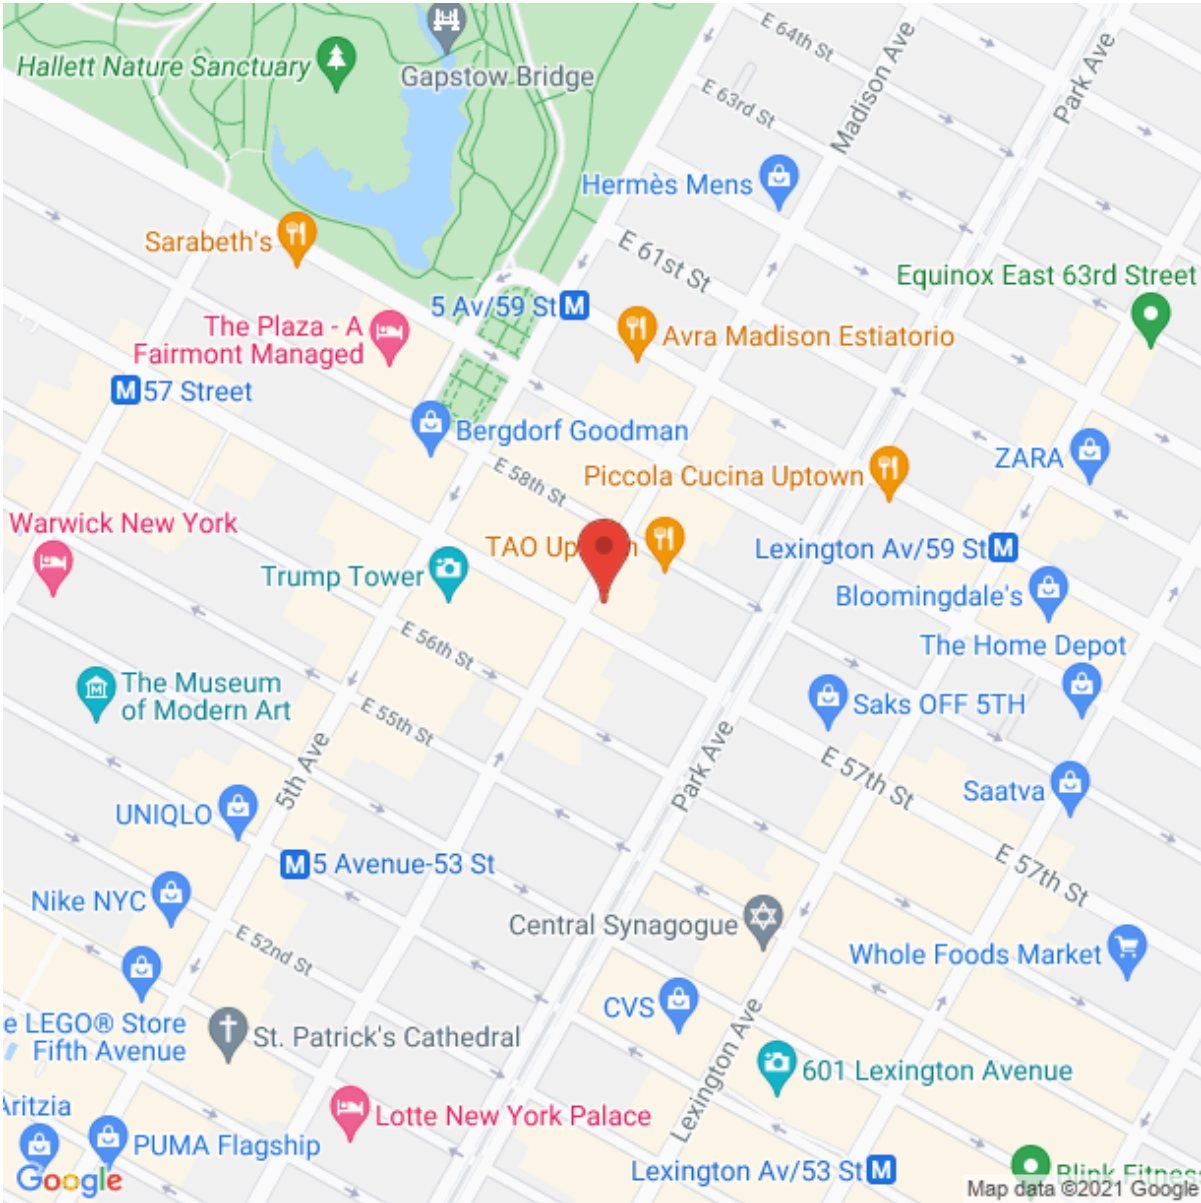 E 64th St
Madison Ave
Park Ave
Hallett Nature Sanctuary
Gapstow Bridge
E 63rd St
Hermès Mens
Sarabeth's
E 61st St
Equinox East 63rd Street
5 Av/59 St M
The Plaza - A
Fairmont Managed
Avra Madison Estiatorio
M 57 Street
Bergdorf Goodman
ZARA
E 58th St
Piccola Cucina Uptown
Warwick New York
TAO Up
Lexington Av/59 St M
Trump Tower
Bloomingdale's
E 56th St
The Home Depot
The Museum
of Modern Art
Saks OFF 5TH
E 55th St
5th Ave
Park Ave
E 57th St
Saatva
UNIQLO
M 5 Avenue-53 St
E 57th St
Nike NYC
Central Synagogue
E 52nd St
Whole Foods Market
CVS
e LEGO® Store
Fifth Avenue
St. Patrick's Cathedral
Lexington Ave
601 Lexington Avenue
Aritzia
Lotte New York Palace
PUMA Flagship
Lexington Av/53 St M
Blink Fitness
Google
Map data ©2021 Google